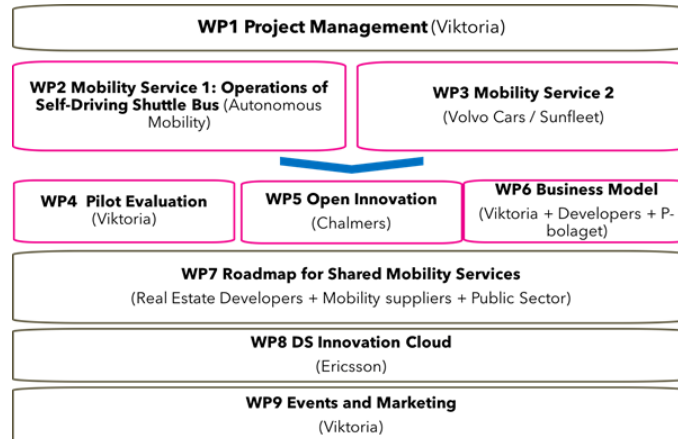 WP1 Project Management (Viktoria)
WP2 Mobility Service 1: Operations of
Self-Driving Shuttle Bus (Autonomous
Mobility)
WP3 Mobility Service 2
(Volvo Cars / Sunfleet)
WP4 Pilot Evaluation
(Viktoria)
WP5 Open Innovation
(Chalmers)
WP6 Business Model
(Viktoria + Developers + P-
bolaget)
WP7 Roadmap for Shared Mobility Services
(Real Estate Developers + Mobility suppliers + Public Sector)
WP8 DS Innovation Cloud
(Ericsson)
WP9 Events and Marketing
(Viktoria)